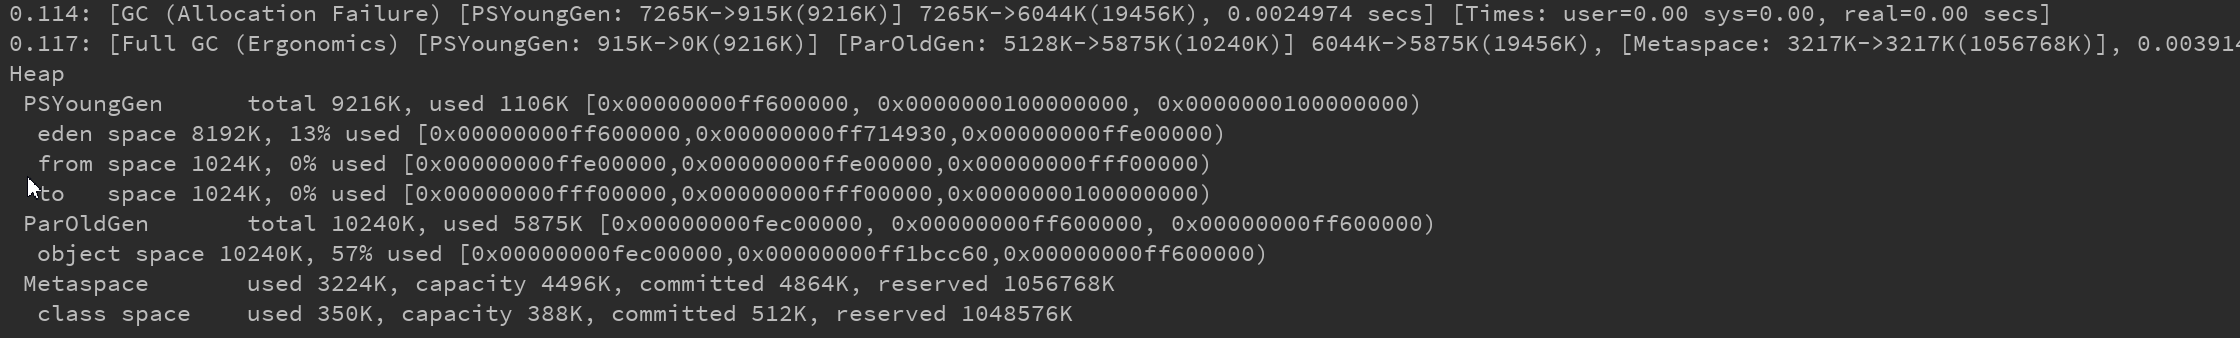 0.114: [GC (Allocation Failure) [PSYoungGen: 7265K->915K(9216K)] 7265K->6044K(19456K), 0.0024974 secs] [Times: user=0.00 sys=0.00, real=0.00 secs]
0.117: [Full GC (Ergonomics) [PSYoungGen: 915K->0K(9216K)] [ParOldGen: 5128K->5875K(10240K)] 6044K->5875K(19456K), [Metaspace: 3217K->3217K(1056768K)], 0.003914
Heap
PSYoungGen total 9216K, used 1106K [0x00000000ff600000, 0x0000000100000000, 0x0000000100000000)
eden space 8192K, 13% used [0x00000000ff600000,0x00000000ff714930,0x00000000ffe00000)
from space 1024K, 0% used [0x00000000ffe00000,0x00000000ffe00000,0x00000000fff00000)
to space 1024K, 0% used [0x00000000fff00000,0x00000000fff00000,0x0000000100000000)
ParOldGen total 10240K, used 5875K [0x00000000fec00000, 0x00000000ff600000, 0x00000000ff600000)
object space 10240K, 57% used [0x00000000fec00000,0x00000000ff1bcc60,0x00000000ff600000)
Metaspace used 3224K, capacity 4496K, committed 4864K, reserved 1056768K
class space used 350K, capacity 388K, committed 512K, reserved 1048576K